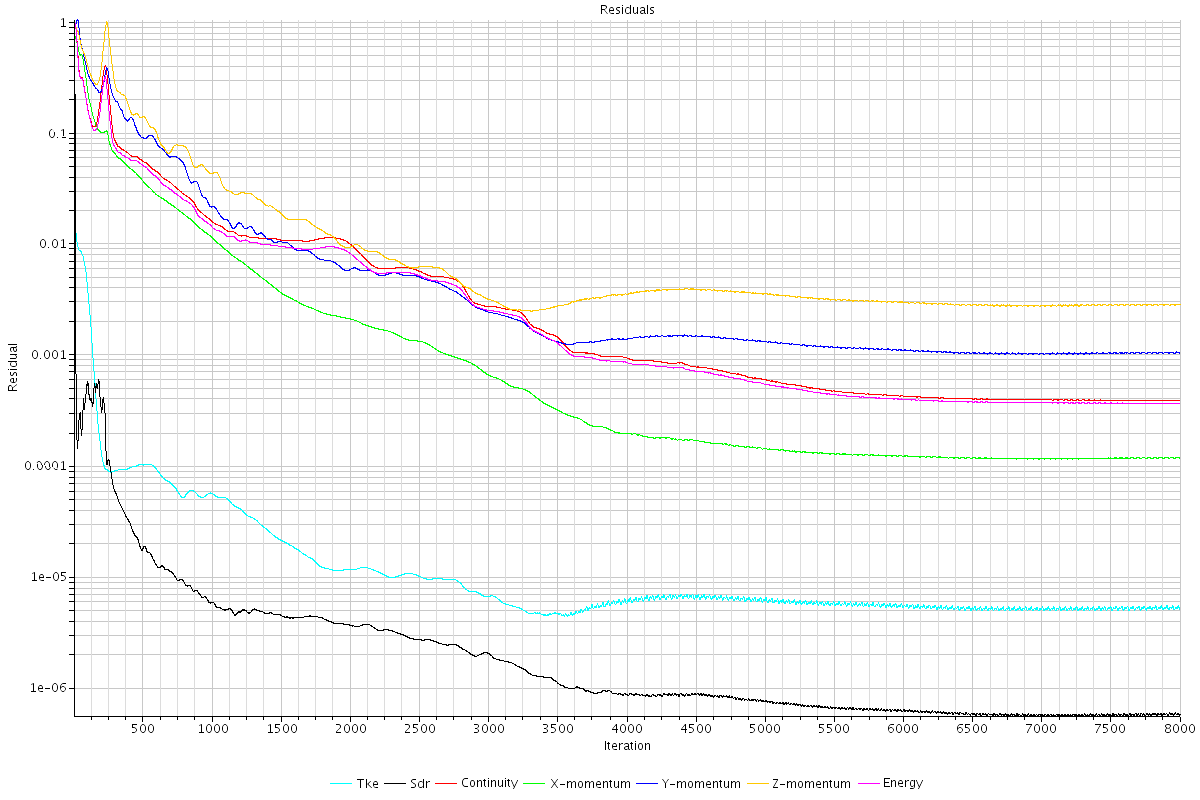 Residuals
Residual
1
0.1
0.01
0.001
0.0001
1e-05
1e-06
500 1000 1500 2000 2500 3000 3500 4000 4500 5000 5500 6000 6500 7000 7500 8000
Iteration
Tke Sdr Continuity X-momentum Y-momentum Z-momentum Energy